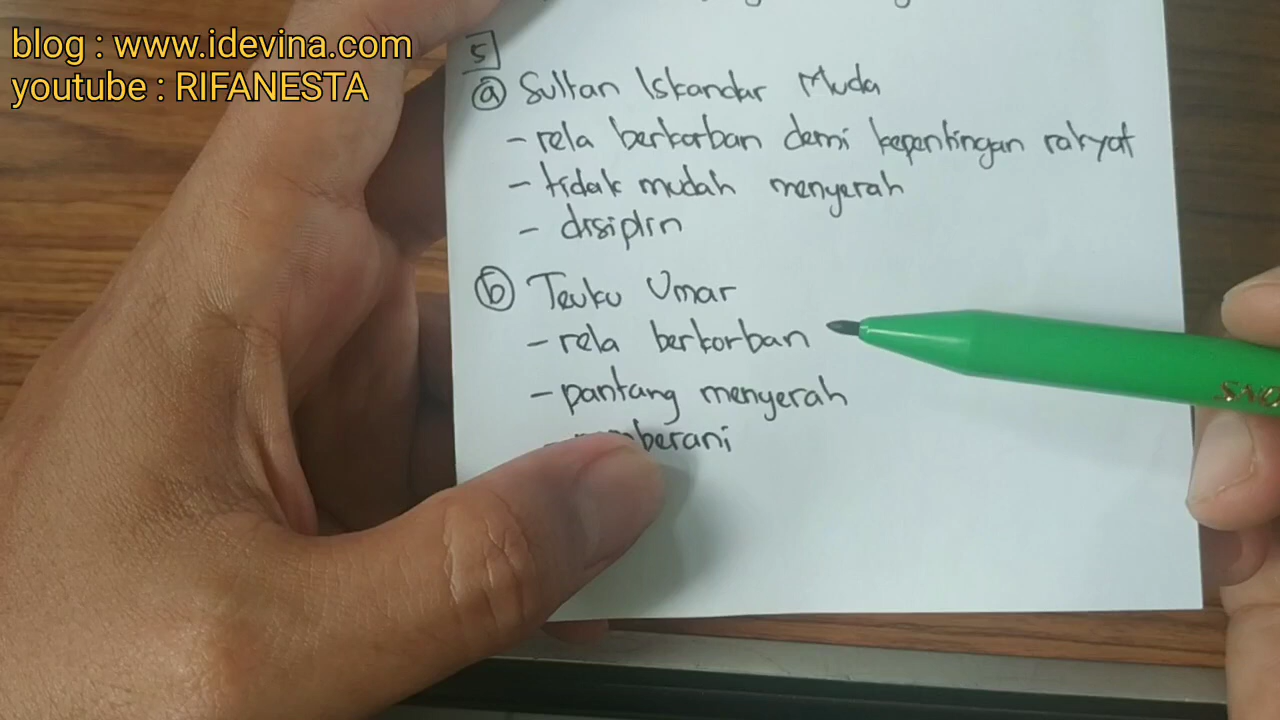 blog : www.idevina.com
youtube : RIFANESTA
5
a Sultan Iskandar Muda
- rela berkorban demi kepentingan rakyat
- tidak mudah menyerah
- disiplin
b Teuku Umar
- rela berkorban
- pantang menyerah